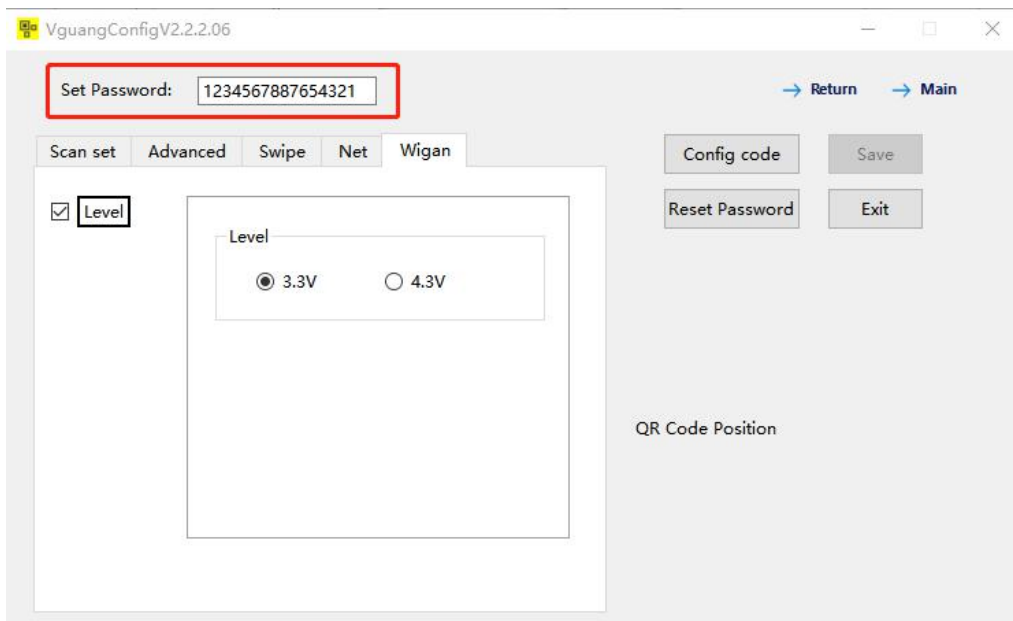 VguangConfigV2.2.2.06
Set Password: 1234567887654321
Return Main
Scan set Advanced Swipe Net Wigan
Config code Save
Reset Password Exit
Level
Level
3.3V 4.3V
QR Code Position